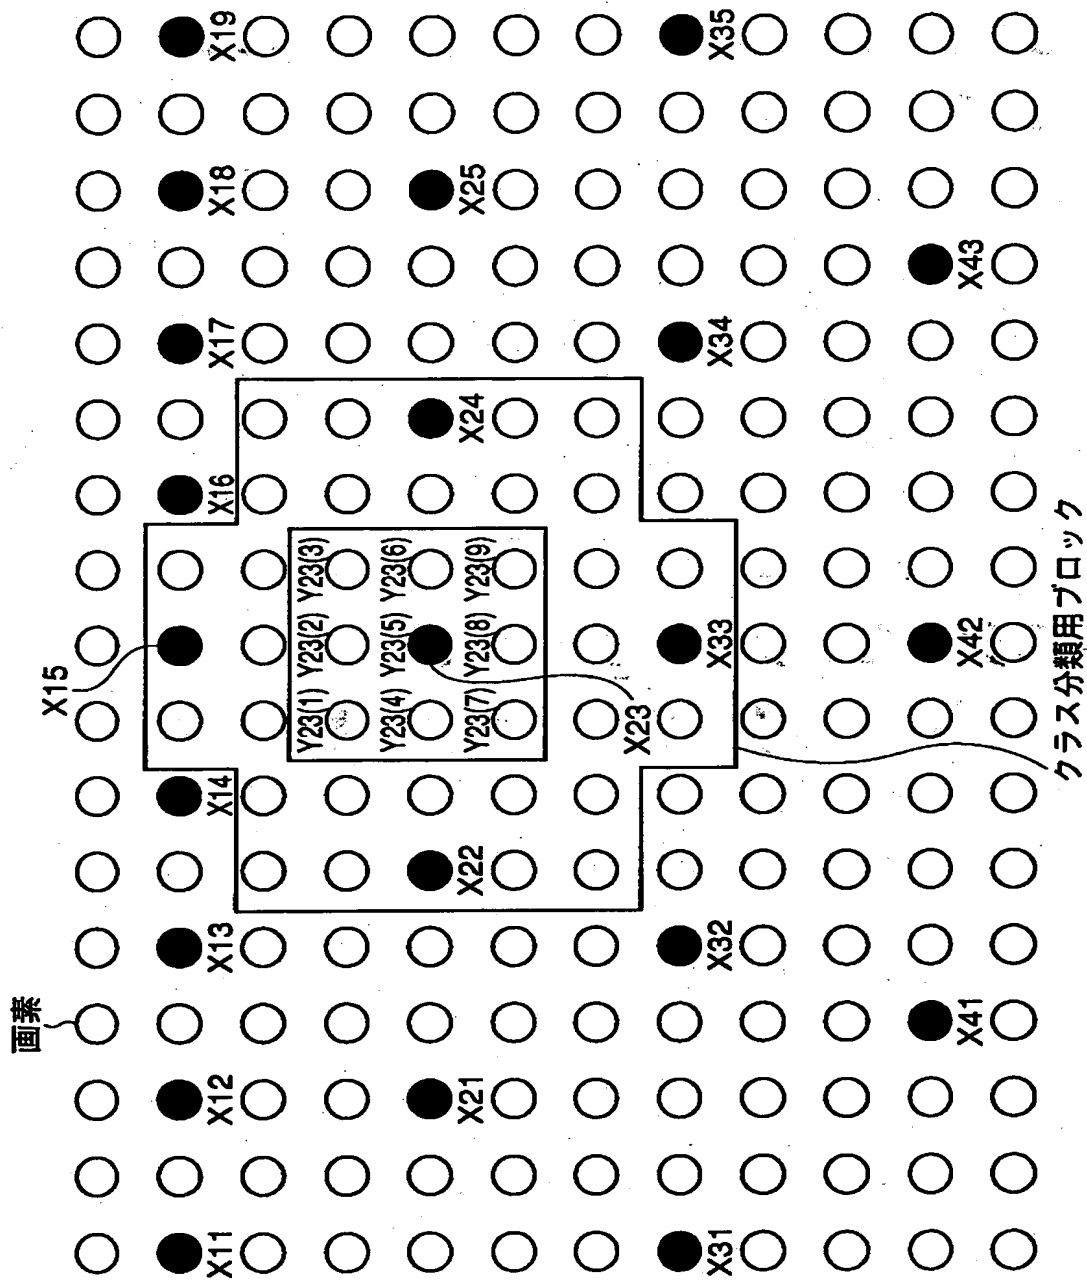 画素
X15
X11 X12 X13 X14 X16 X17 X18 X19
Y23(1) Y23(2) Y23(3)
Y23(4) Y23(5) Y23(6)
X21 X22 X24 X25
Y23(7) Y23(8) Y23(9)
X23
X31 X32 X33 X34 X35
X41 X42 X43
クラス分類用ブロック